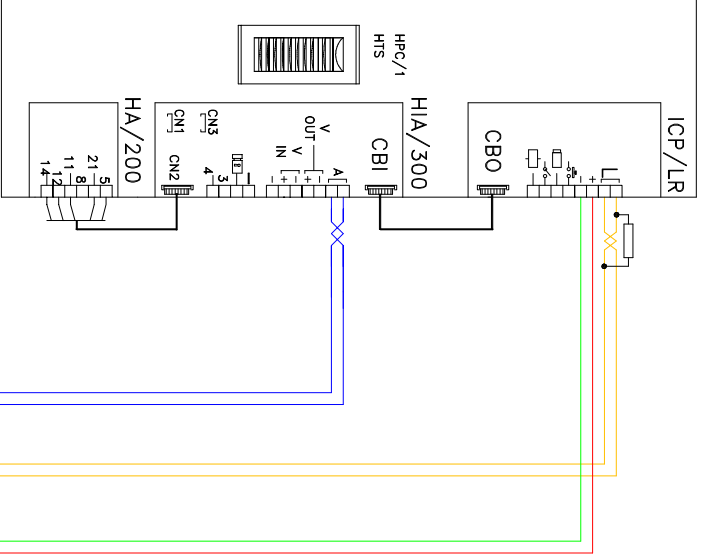 HPC/1
HTS
HA/200
HIA/300
ICP/LR
CN1
CN3
CN2
CBI
CBO
V
OUT
V
IN
14
12
11
8
21
5
4
3
1
- + - +
A
- +
L